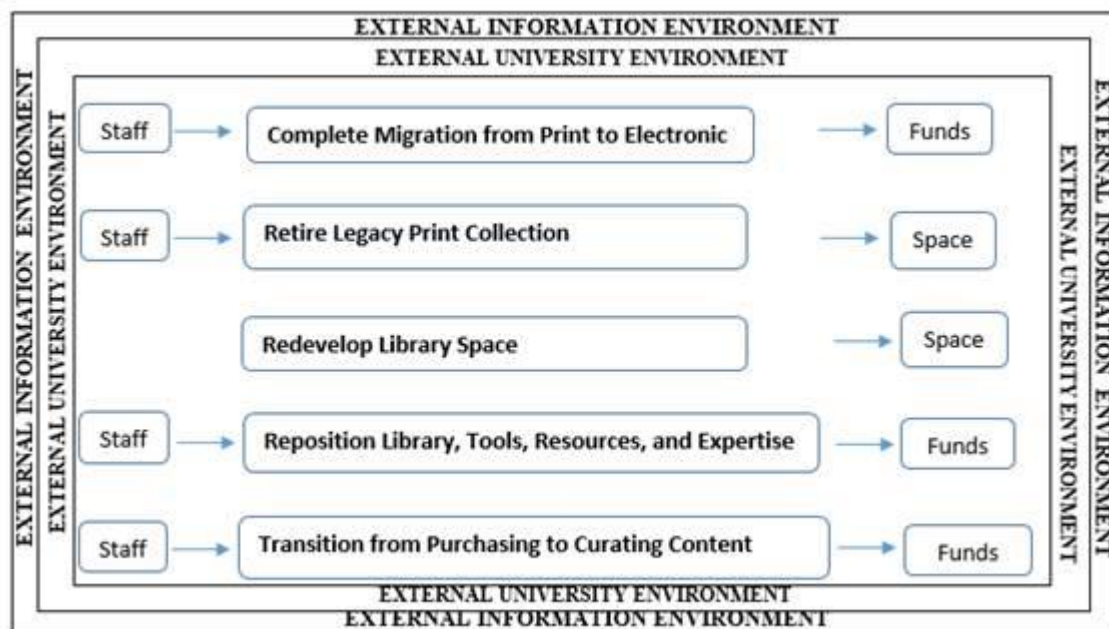 EXTERNAL INFORMATION ENVIRONMENT
EXTERNAL UNIVERSITY ENVIRONMENT
EXTERNAL INFORMATION ENVIRONMENT
EXTERNAL UNIVERSITY ENVIRONMENT
Staff
Complete Migration from Print to Electronic
Funds
Staff
Retire Legacy Print Collection
Space
Redevelop Library Space
Space
Staff
Reposition Library, Tools, Resources, and Expertise
Funds
Staff
Transition from Purchasing to Curating Content
Funds
EXTERNAL UNIVERSITY ENVIRONMENT
EXTERNAL INFORMATION ENVIRONMENT
EXTERNAL UNIVERSITY ENVIRONMENT
EXTERNAL INFORMATION ENVIRONMENT